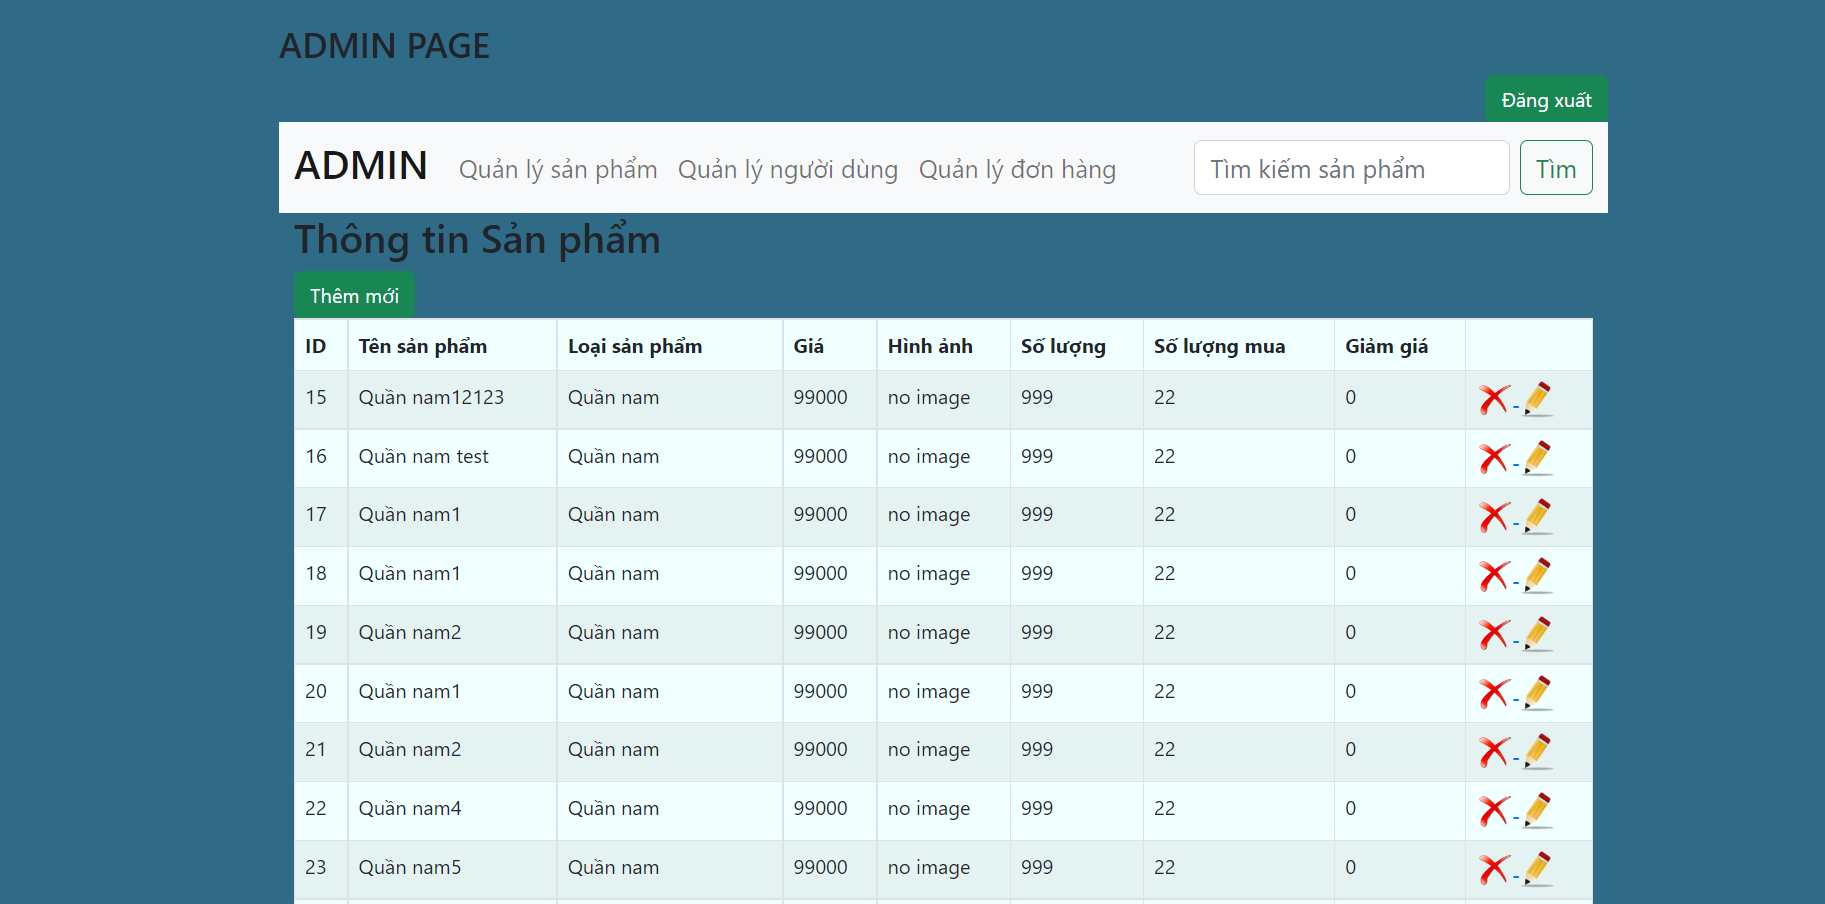 ADMIN PAGE
Đăng xuất
ADMIN Quản lý sản phẩm Quản lý người dùng Quản lý đơn hàng Tìm kiếm sản phẩm Tìm
Thông tin Sản phẩm
Thêm mới
ID Tên sản phẩm Loại sản phẩm Giá Hình ảnh Số lượng Số lượng mua Giảm giá
15 Quần nam12123 Quần nam 99000 no image 999 22 0 -
16 Quần nam test Quần nam 99000 no image 999 22 0 -
17 Quần nam1 Quần nam 99000 no image 999 22 0 -
18 Quần nam1 Quần nam 99000 no image 999 22 0 -
19 Quần nam2 Quần nam 99000 no image 999 22 0 -
20 Quần nam1 Quần nam 99000 no image 999 22 0 -
21 Quần nam2 Quần nam 99000 no image 999 22 0 -
22 Quần nam4 Quần nam 99000 no image 999 22 0 -
23 Quần nam5 Quần nam 99000 no image 999 22 0 -